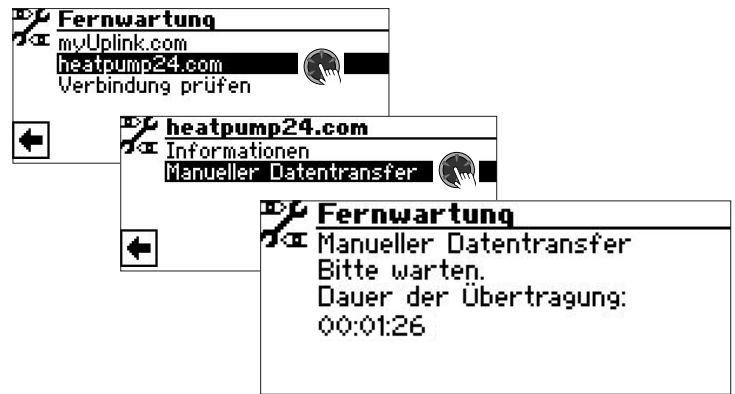 Fernwartung
myUplink.com
heatpump24.com
Verbindung prüfen
heatpump24.com
Informationen
Manueller Datentransfer
Fernwartung
Manueller Datentransfer
Bitte warten.
Dauer der Übertragung:
00:01:26